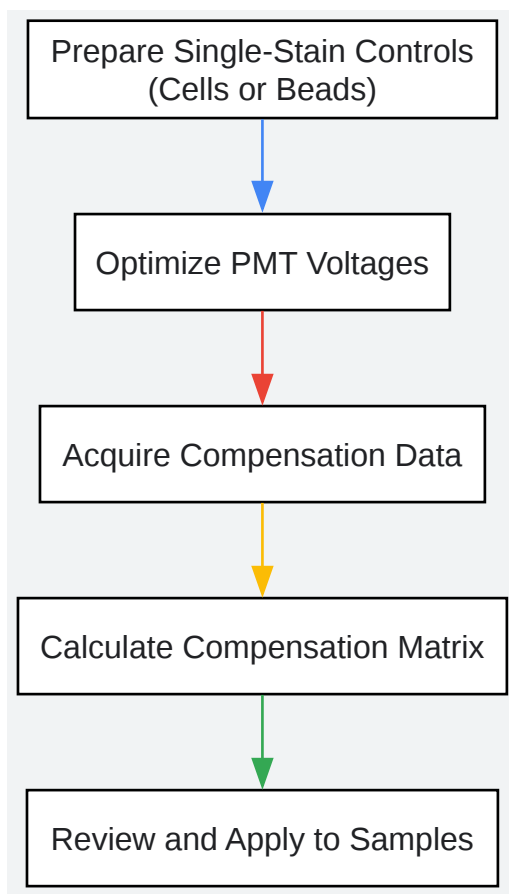 Prepare Single-Stain Controls
(Cells or Beads)
Optimize PMT Voltages
Acquire Compensation Data
Calculate Compensation Matrix
Review and Apply to Samples